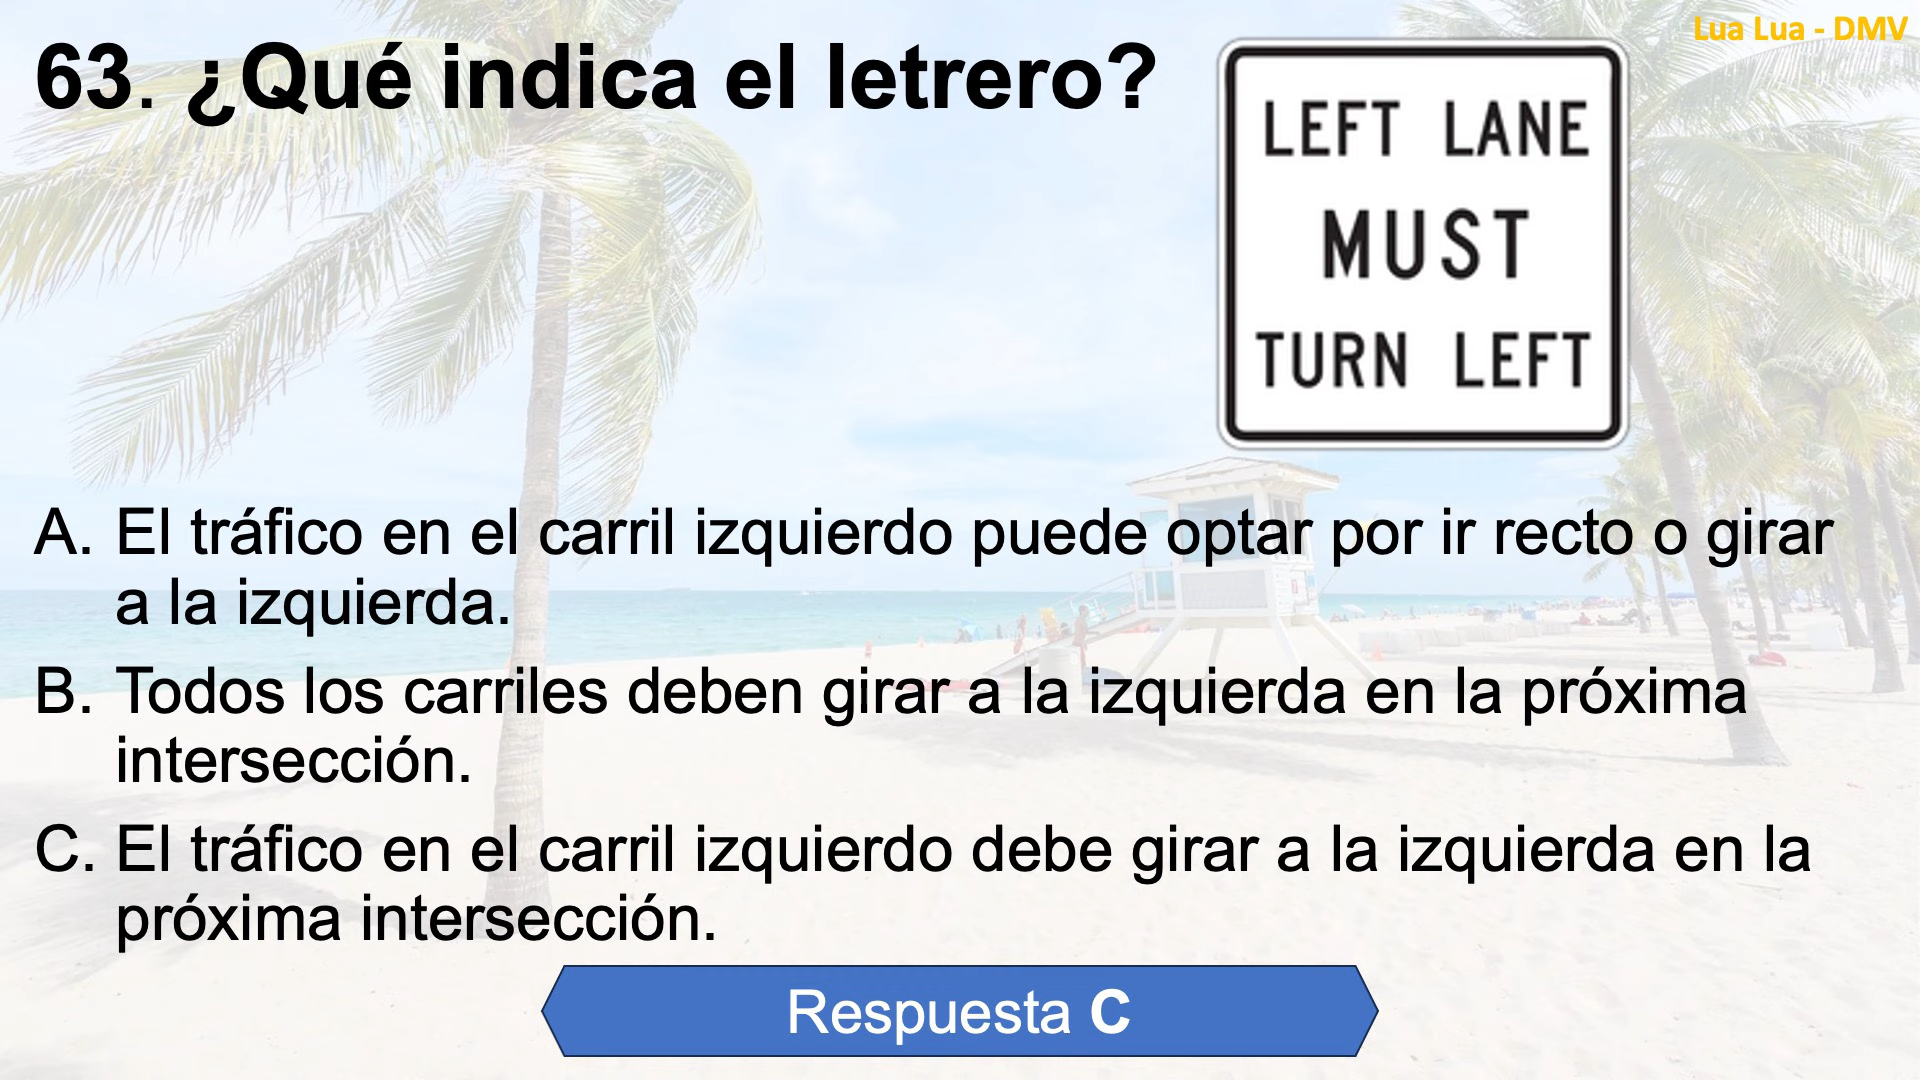 Lua Lua - DMV
63. ¿Qué indica el letrero?
LEFT LANE
MUST
TURN LEFT
A. El tráfico en el carril izquierdo puede optar por ir recto o girar
a la izquierda.
B. Todos los carriles deben girar a la izquierda en la próxima
intersección.
C. El tráfico en el carril izquierdo debe girar a la izquierda en la
próxima intersección.
Respuesta C